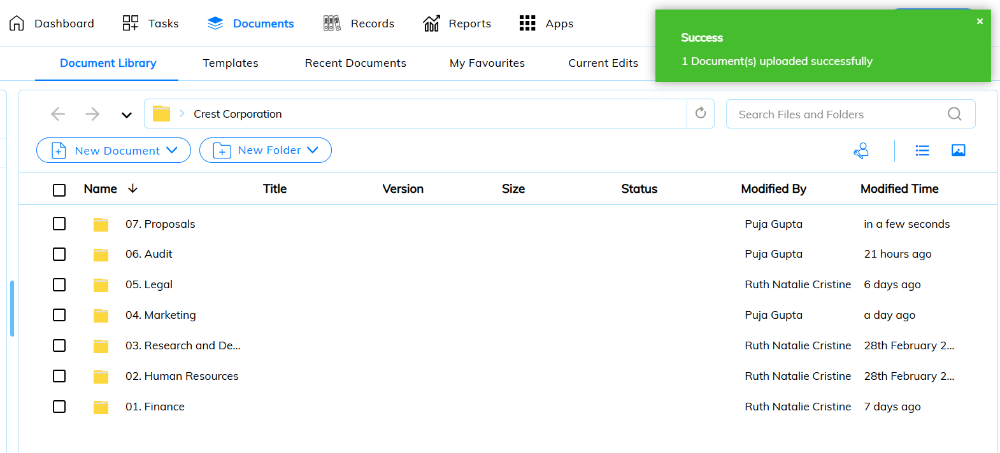 Dashboard Tasks Documents Records Reports Apps
Success
1 Document(s) uploaded successfully
Document Library Templates Recent Documents My Favourites Current Edits
Crest Corporation
Search Files and Folders
New Document New Folder
Name Title Version Size Status Modified By Modified Time
07. Proposals Puja Gupta in a few seconds
06. Audit Puja Gupta 21 hours ago
05. Legal Ruth Natalie Cristine 6 days ago
04. Marketing Puja Gupta a day ago
03. Research and De... Ruth Natalie Cristine 28th February 2...
02. Human Resources Ruth Natalie Cristine 28th February 2...
01. Finance Ruth Natalie Cristine 7 days ago